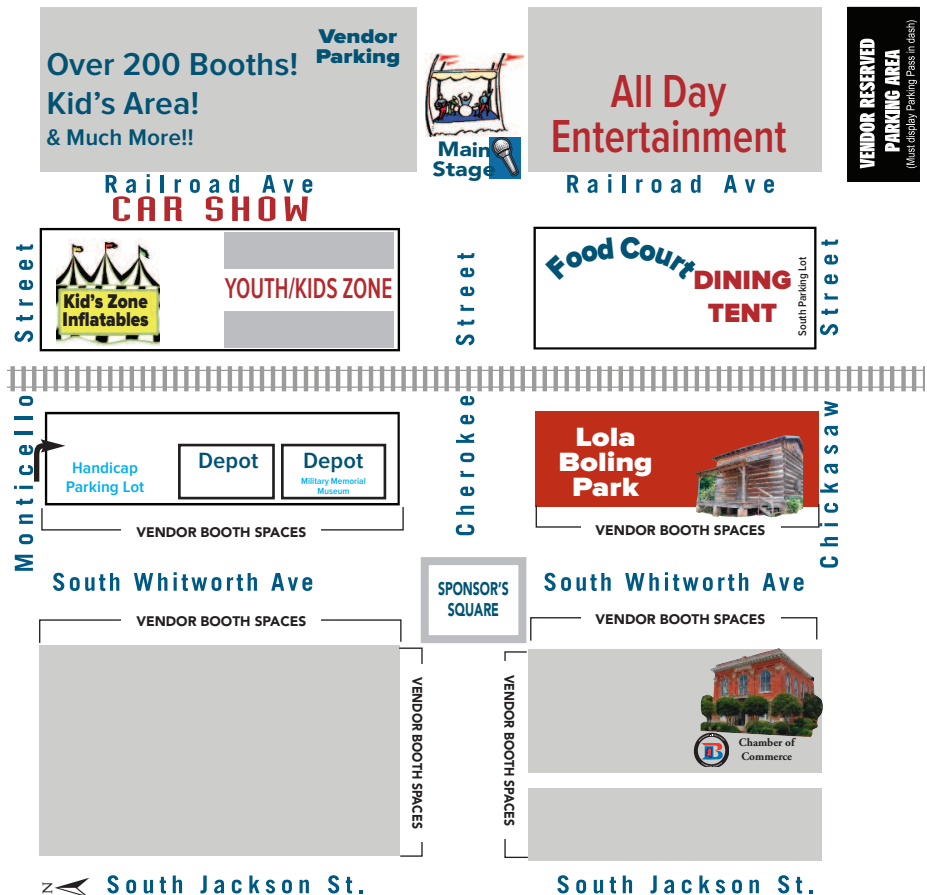 Over 200 Booths!
Kid's Area!
& Much More!!
Vendor
Parking
Main
Stage
All Day
Entertainment
VENDOR RESERVED
PARKING AREA
(Must display Parking Pass in dash)
Railroad Ave
Railroad Ave
CAR SHOW
Street
Kid's Zone
Inflatables
YOUTH/KIDS ZONE
Street
Food Court
DINING
TENT
South Parking Lot
Street
Monticello
Handicap
Parking Lot
Depot
Depot
Military Memorial
Museum
Cherokee
Lola
Boling
Park
Chickasaw
VENDOR BOOTH SPACES
VENDOR BOOTH SPACES
South Whitworth Ave
SPONSOR'S
SQUARE
South Whitworth Ave
VENDOR BOOTH SPACES
VENDOR BOOTH SPACES
VENDOR BOOTH SPACES
VENDOR BOOTH SPACES
B
Chamber of
Commerce
N
South Jackson St.
South Jackson St.